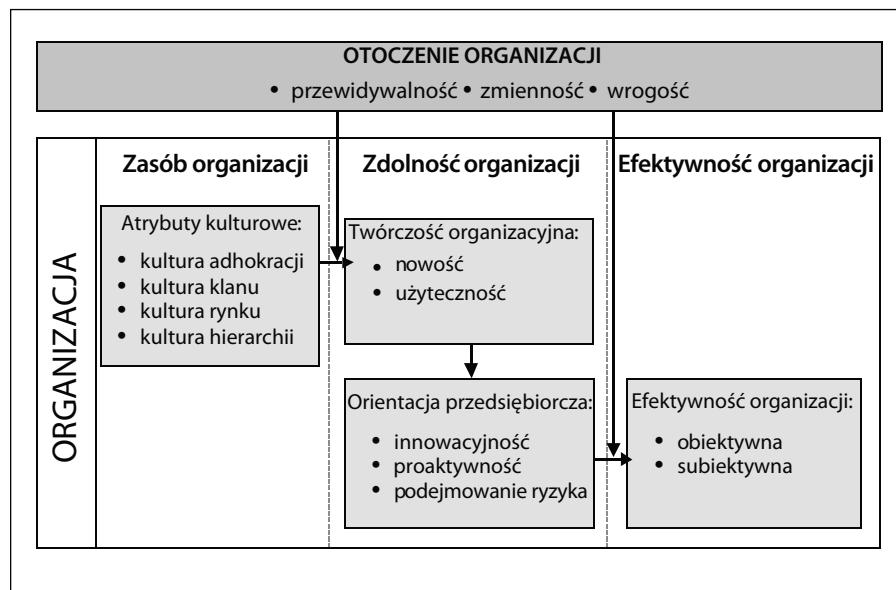 OTOCZENIE ORGANIZACJI
• przewidywalność • zmienność • wrogość
ORGANIZACJA
Zasób organizacji
Zdolność organizacji
Efektywność organizacji
Atrybuty kulturowe:
• kultura adhokracji
• kultura klanu
• kultura rynku
• kultura hierarchii
Twórczość organizacyjna:
• nowość
• użyteczność
Orientacja przedsiębiorcza:
• innowacyjność
• proaktywność
• podejmowanie ryzyka
Efektywność organizacji:
• obiektywna
• subiektywna